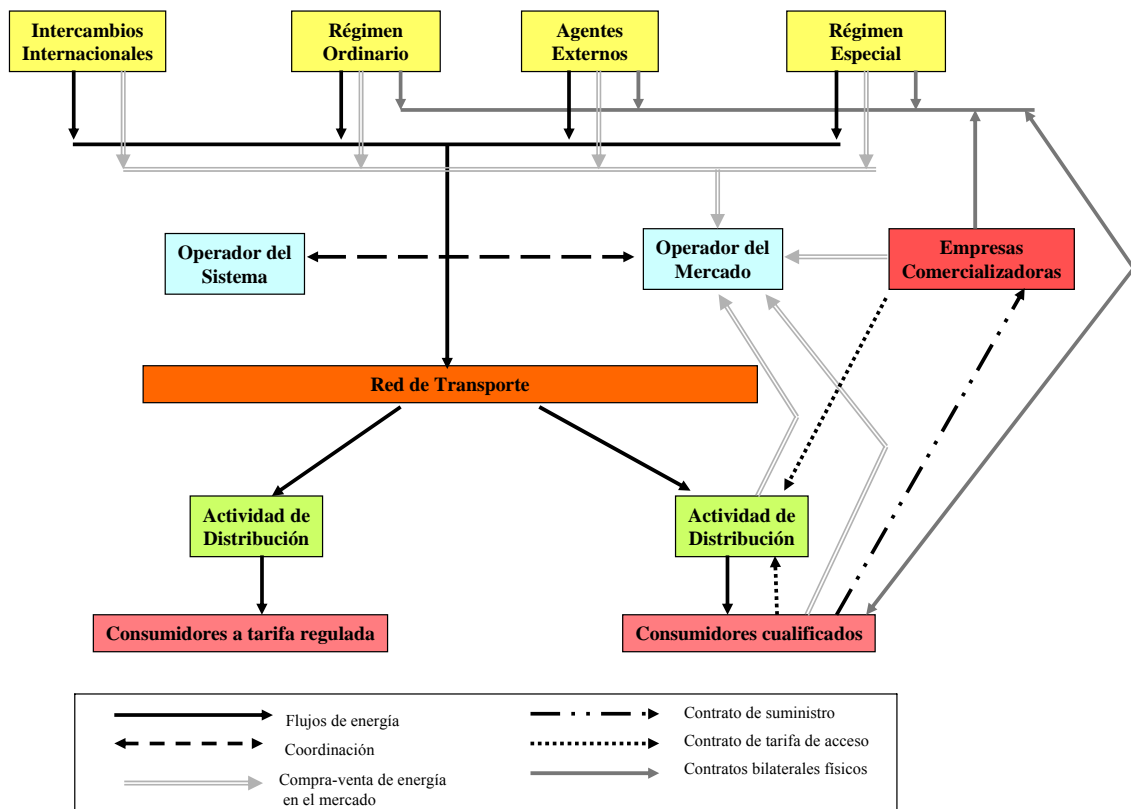 Intercambios
Internacionales
Régimen
Ordinario
Agentes
Externos
Régimen
Especial
Operador del
Sistema
Operador del
Mercado
Empresas
Comercializadoras
Red de Transporte
Actividad de
Distribución
Actividad de
Distribución
Consumidores a tarifa regulada
Consumidores cualificados
Flujos de energía
Coordinación
Compra-venta de energía
en el mercado
Contrato de suministro
Contrato de tarifa de acceso
Contratos bilaterales físicos